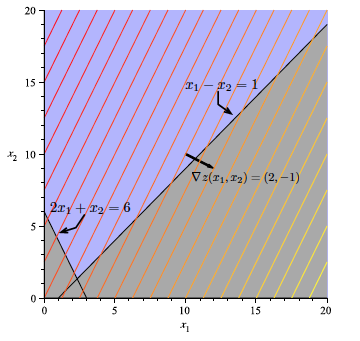 20
15
10
5
0
x₂
x₁ − x₂ = 1
∇z(x₁, x₂) = (2, −1)
2x₁ + x₂ = 6
0 5 10 15 20
x₁